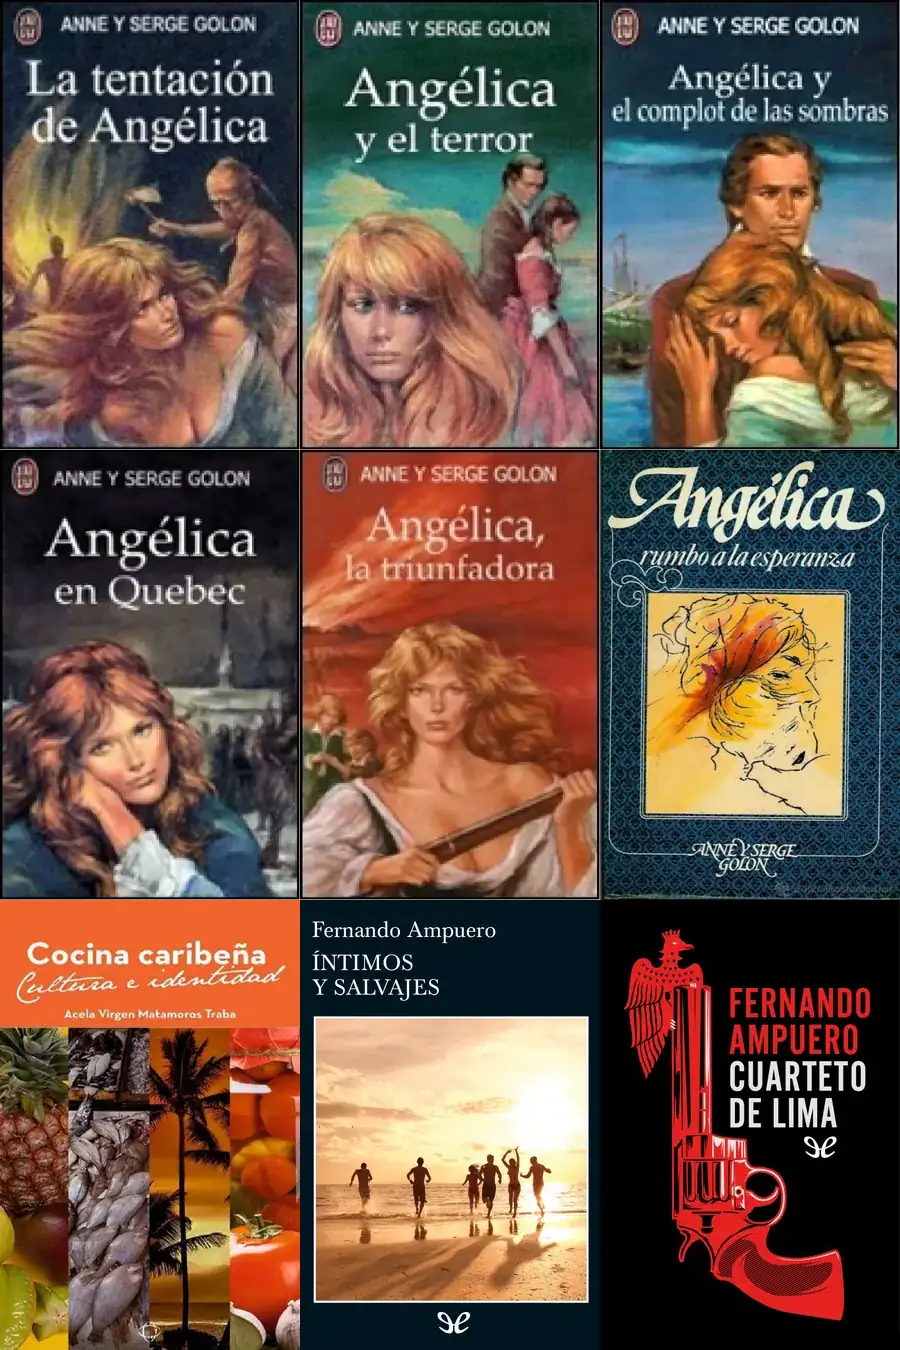 ANNE Y SERGE GOLON
La tentación
de Angélica
ANNE Y SERGE GOLON
Angélica
y el terror
ANNE Y SERGE GOLON
Angélica y
el complot de las sombras
ANNE Y SERGE GOLON
Angélica
en Quebec
ANNE Y SERGE GOLON
Angélica,
la triunfadora
Angélica
rumbo a la esperanza
ANNE Y SERGE
GOLON
Cocina caribeña
Cultura e identidad
Acela Virgen Matamoros Traba
Fernando Ampuero
ÍNTIMOS
Y SALVAJES
FERNANDO
AMPUERO
CUARTETO
DE LIMA